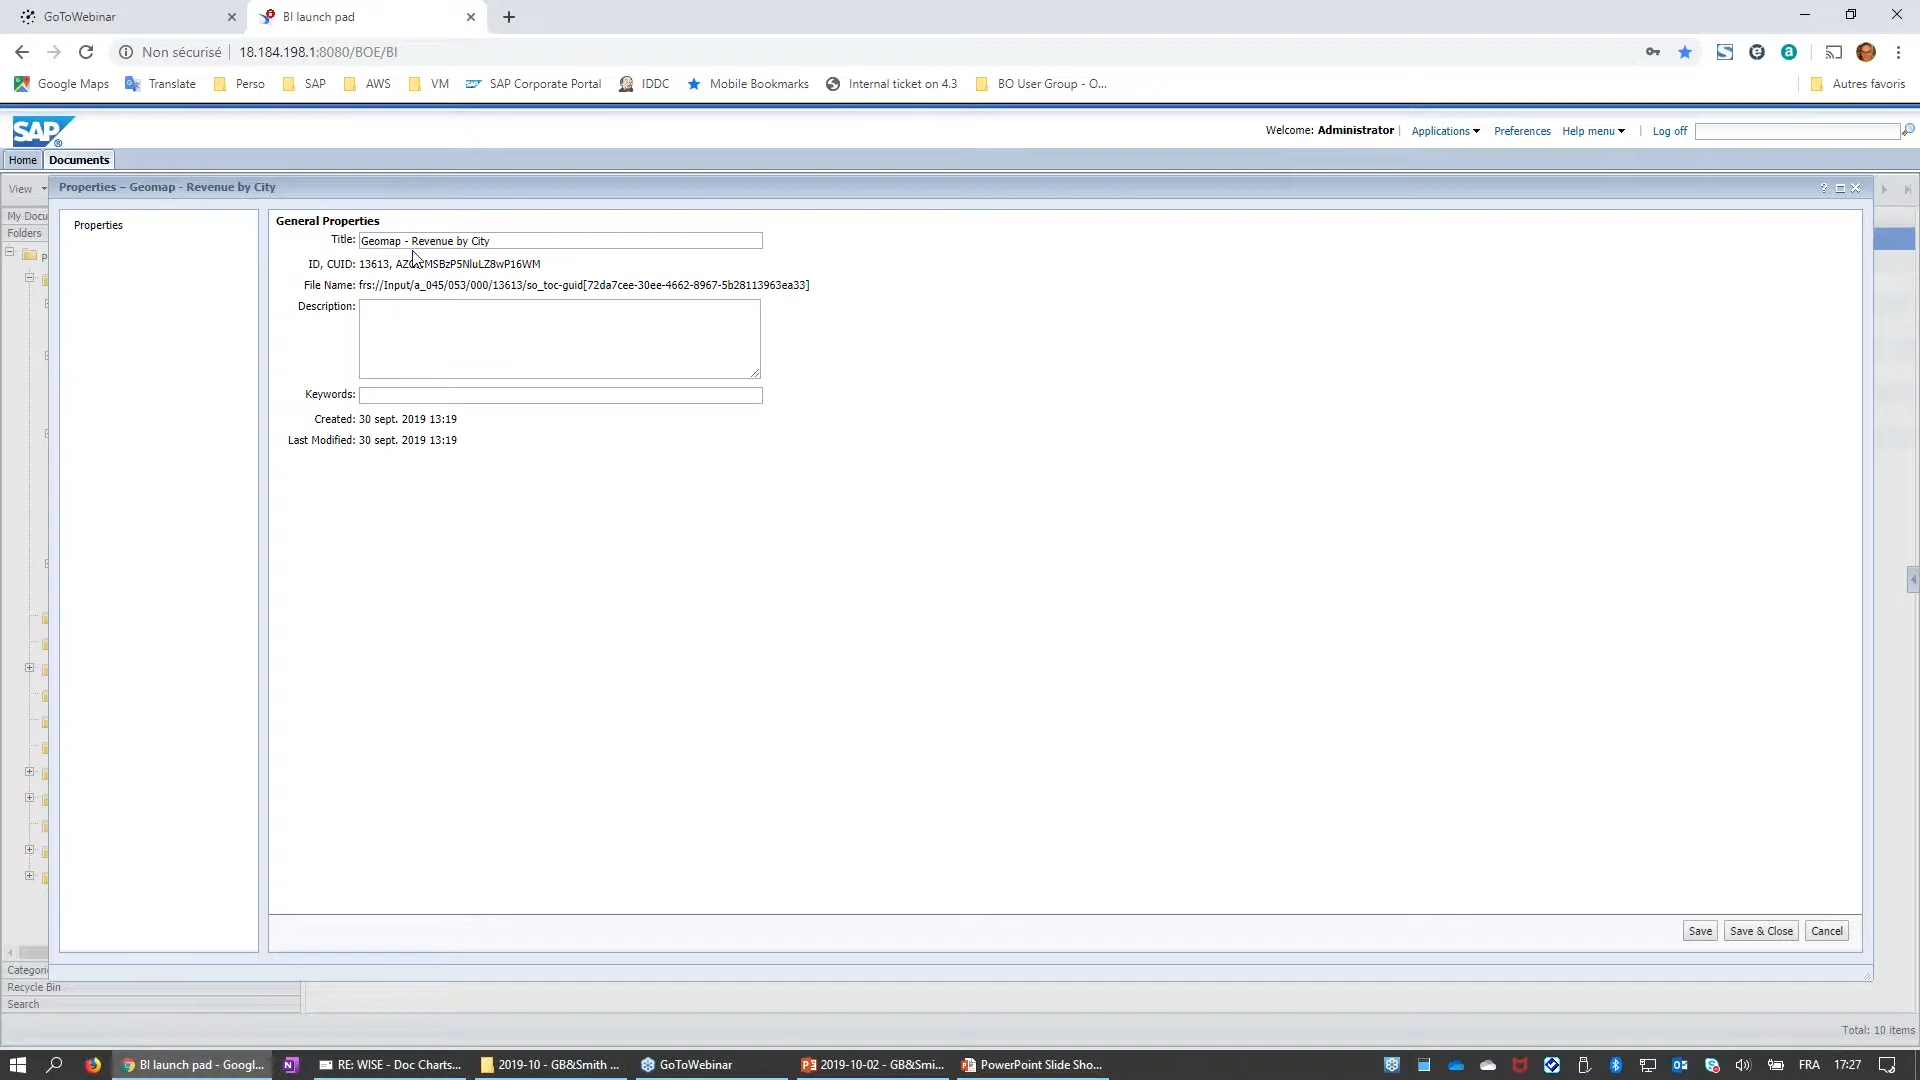 GoToWebinar
BI launch pad
Non sécurisé
18.184.198.1:8080/BOE/BI
Google Maps
Translate
Perso
SAP
AWS
VM
SAP Corporate Portal
IDDC
Mobile Bookmarks
Internal ticket on 4.3
BO User Group - O...
Autres favoris
SAP
Welcome: Administrator
Applications
Preferences
Help menu
Log off
Home
Documents
View
Properties – Geomap - Revenue by City
My Docu
Folders
Properties
General Properties
Title: Geomap - Revenue by City
ID, CUID: 13613,
File Name: frs://Input/a_045/053/000/13613/so_toc-guid[72da7cee-30ee-4662-8967-5b28113963ea33]
Description:
Keywords:
Created: 30 sept. 2019 13:19
Last Modified: 30 sept. 2019 13:19
Save
Save & Close
Cancel
Categori
Recycle Bin
Search
Total: 10 items
BI launch pad - Googl...
RE: WISE - Doc Charts...
2019-10 - GB&Smith ...
GoToWebinar
2019-10-02 - GB&Smi...
PowerPoint Slide Sho...
FRA
17:27